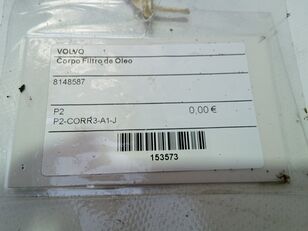 VOLVO
Corpo Filtro de Óleo
8148587
P2 0,00 €
P2-CORR3-A1-J
153573